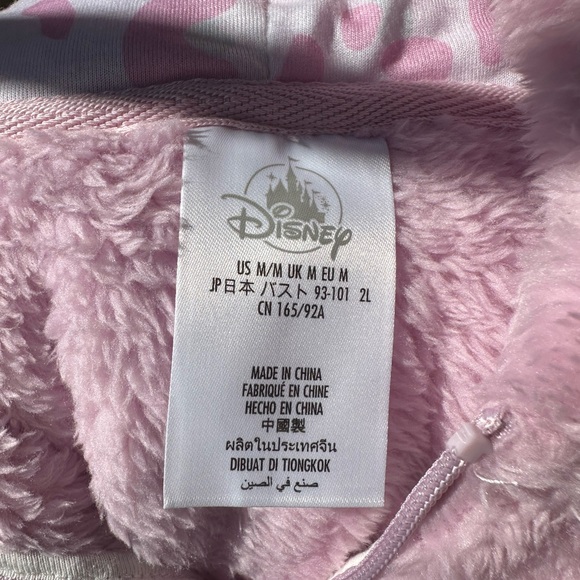 DISNEY
US M/M UK M EU M
JP日本 バスト 93-101 2L
CN 165/92A
MADE IN CHINA
FABRIQUÉ EN CHINE
HECHO EN CHINA
中國製
ผลิตในประเทศจีน
DIBUAT DI TIONGKOK
صنع في الصين